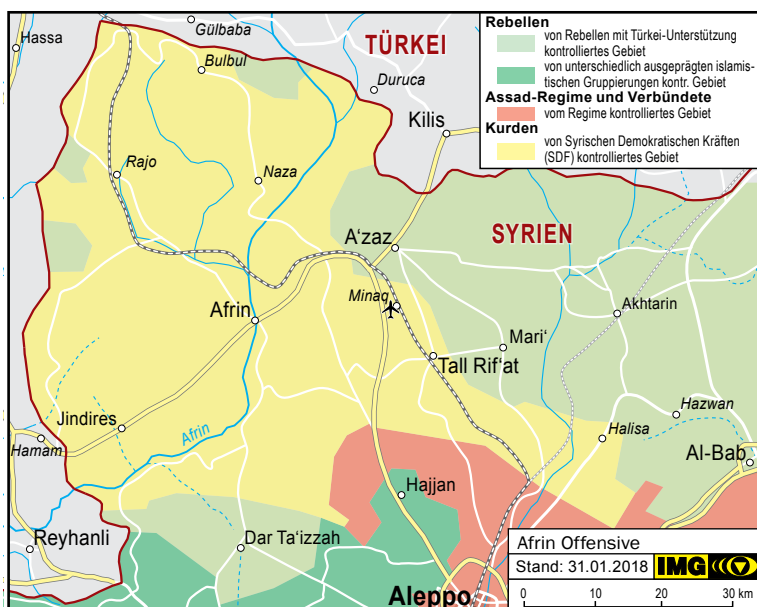 Hassa
Gülbaba
Bulbul
TÜRKEI
Duruca
Kilis
Rebellen
von Rebellen mit Türkei-Unterstützung
kontrolliertes Gebiet
von unterschiedlich ausgeprägten islamis-
tischen Gruppierungen kontr. Gebiet
Assad-Regime und Verbündete
vom Regime kontrolliertes Gebiet
Kurden
von Syrischen Demokratischen Kräften
(SDF) kontrolliertes Gebiet
Rajo
Naza
A‘zaz
SYRIEN
Minaq
Afrin
Akhtarin
Mari‘
Tall Rif‘at
Jindires
Afrin
Hamam
Hazwan
Halisa
Al-Bab
Hajjan
Reyhanli
Dar Ta‘izzah
Aleppo
Afrin Offensive
Stand: 31.01.2018 IMG
0 10 20 30 km